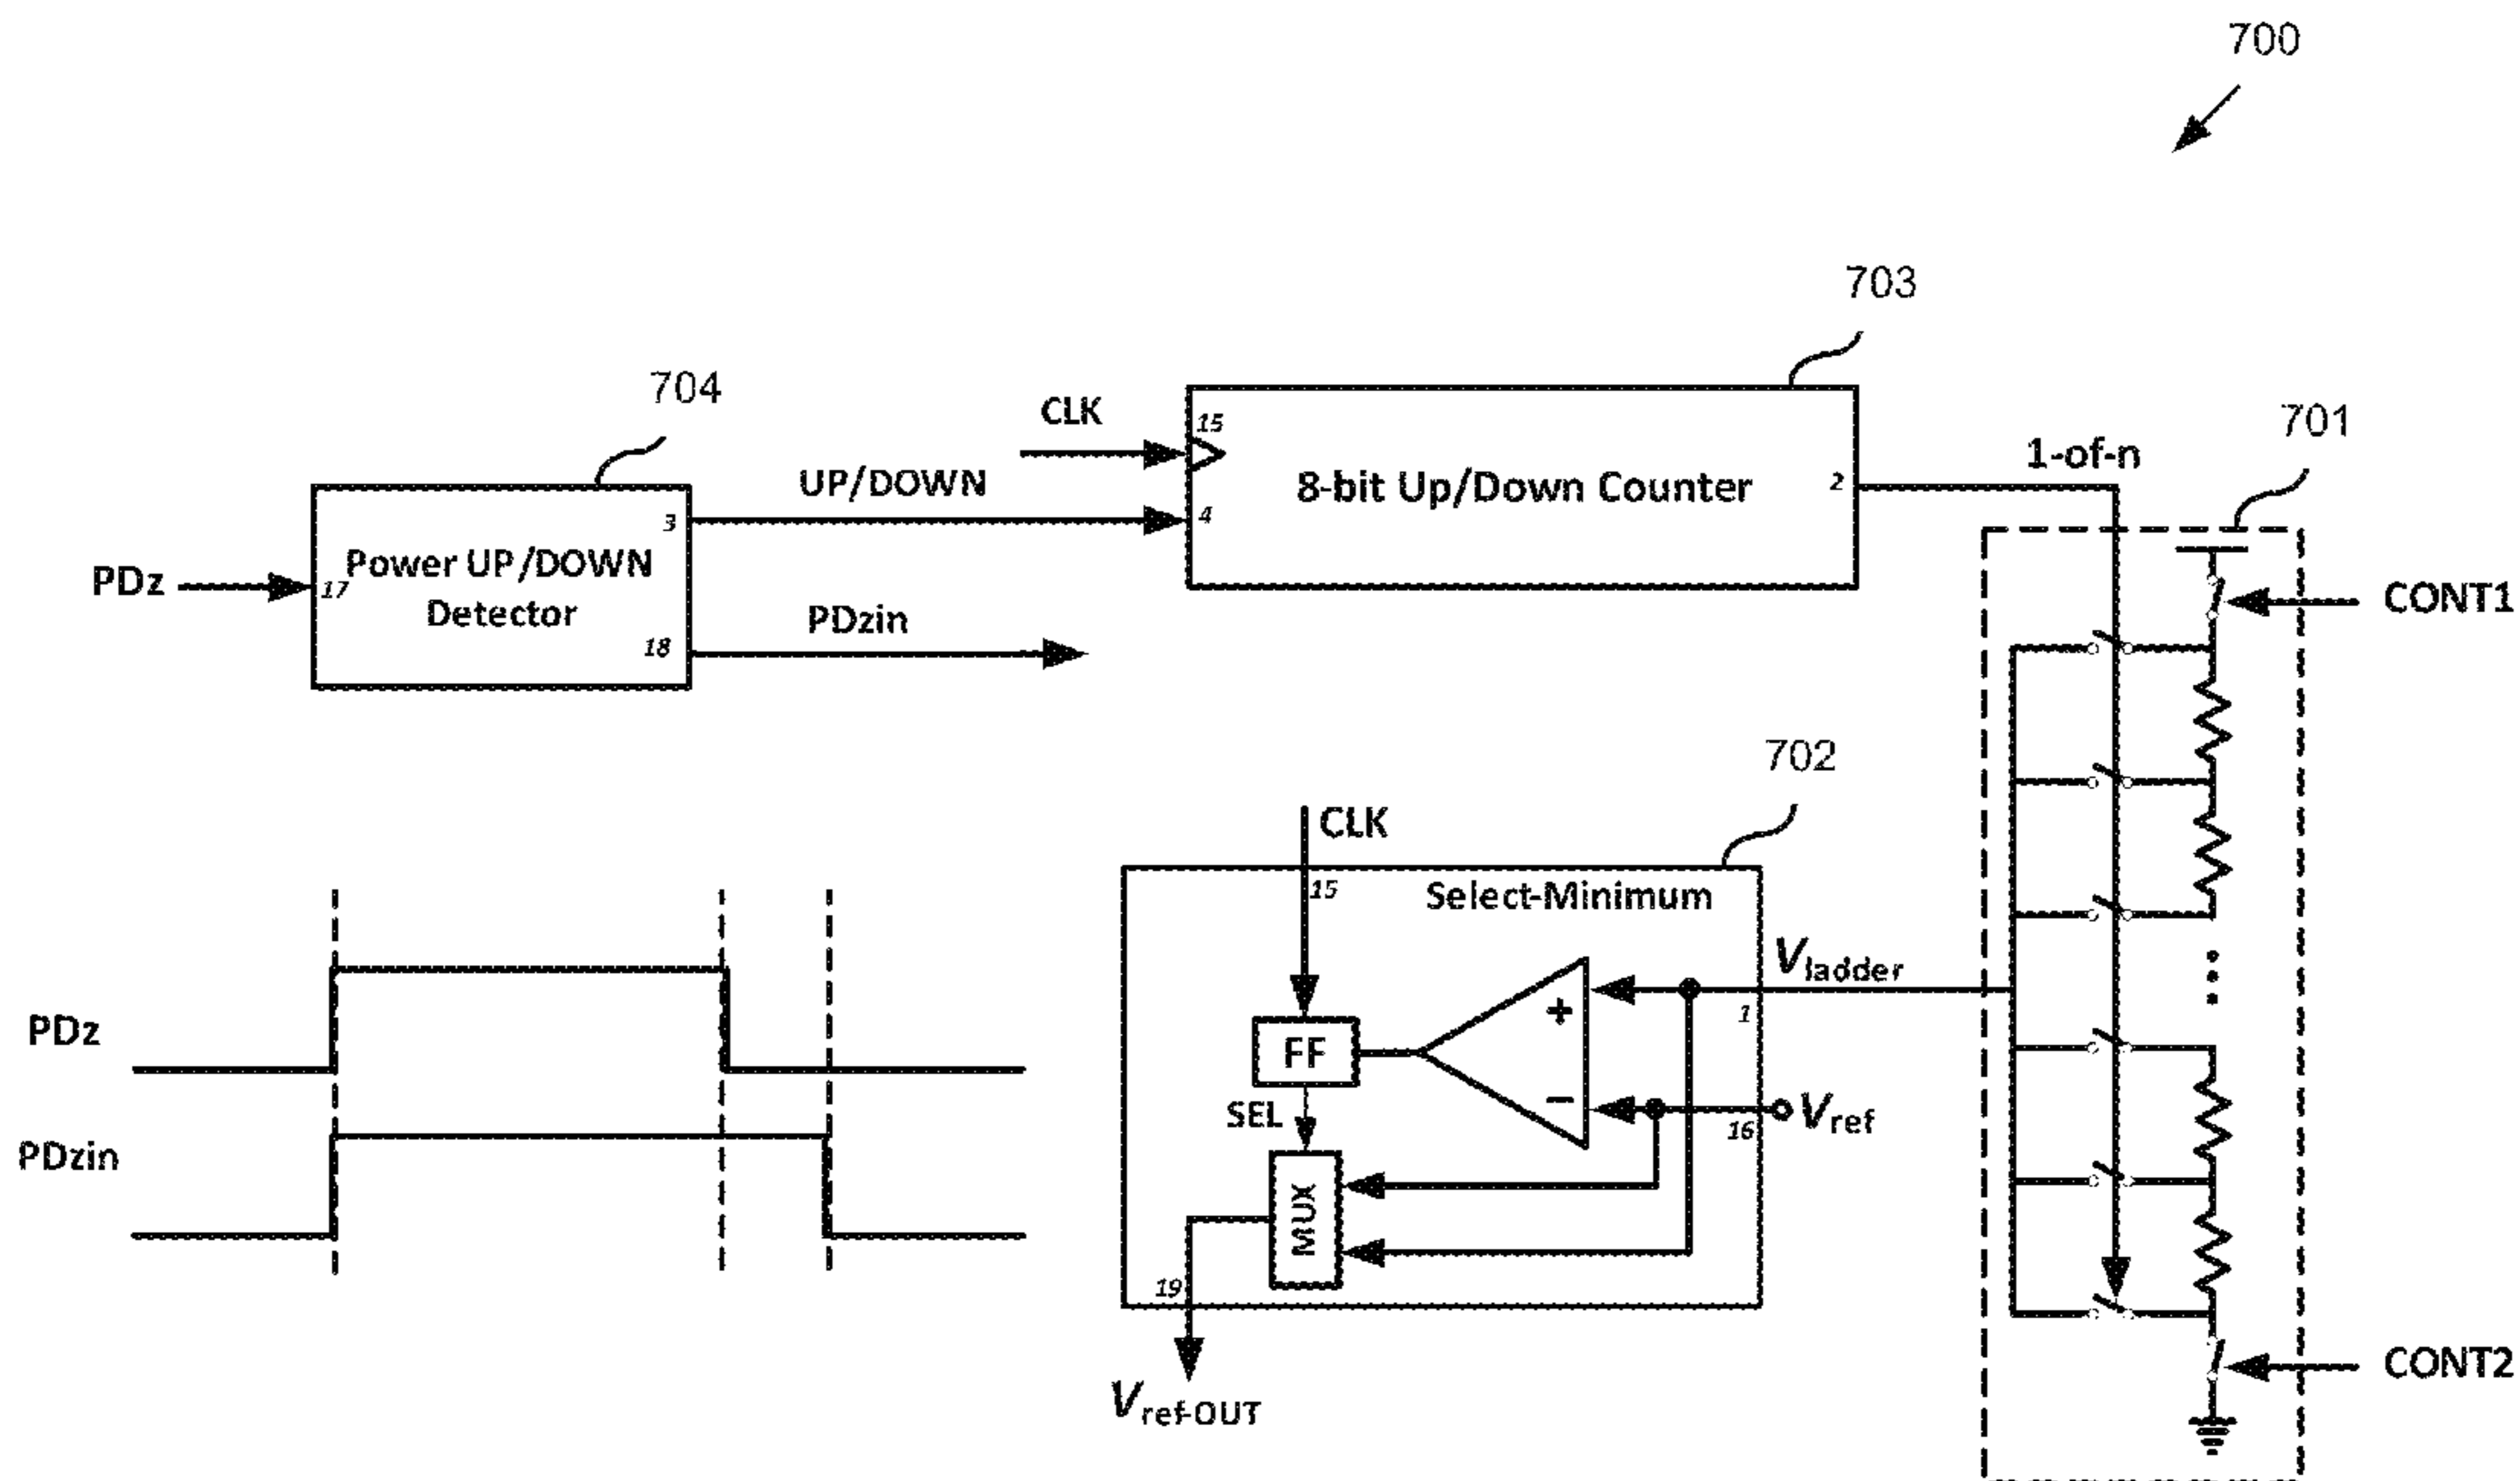 700
703
704
CLK
15
701
1-of-n
UP/DOWN
8-bit Up/Down Counter
2
3
4
Power UP/DOWN
Detector
PDz
17
CONT1
PDzin
18
702
CLK
15
Select-Minimum
Vladder
1
+
FF
PDz
SEL
−
Vref
16
PDzin
MUX
19
CONT2
Vref-OUT